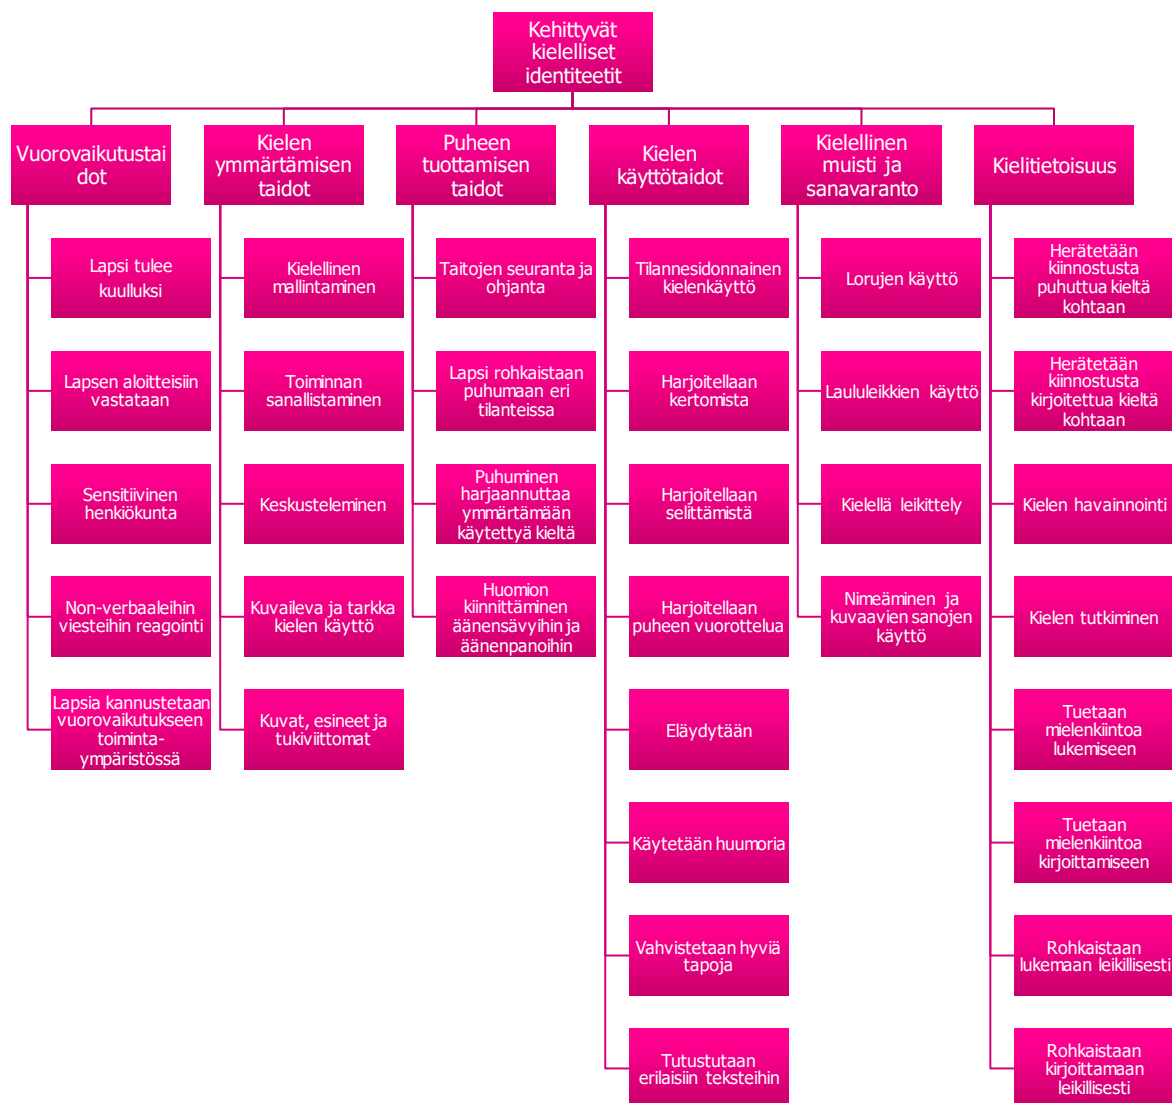 Kehittyvät
kielelliset
identiteetit
Vuorovaikutustai
dot
Lapsi tulee
kuulluksi
Lapsen aloitteisiin
vastataan
Sensitiivinen
henkiökunta
Non-verbaaleihin
viesteihin reagointi
Lapsia kannustetaan
vuorovaikutukseen
toiminta-
ympäristössä
Kielen
ymmärtämisen
taidot
Kielellinen
mallintaminen
Toiminnan
sanallistaminen
Keskusteleminen
Kuvaileva ja tarkka
kielen käyttö
Kuvat, esineet ja
tukiviittomat
Puheen
tuottamisen
taidot
Taitojen seuranta ja
ohjanta
Lapsi rohkaistaan
puhumaan eri
tilanteissa
Puhuminen
harjaannuttaa
ymmärtämään
käytettyä kieltä
Huomion
kiinnittäminen
äänensävyihin ja
äänenpanoihin
Kielen
käyttötaidot
Tilannesidonnainen
kielenkäyttö
Harjoitellaan
kertomista
Harjoitellaan
selittämistä
Harjoitellaan
puheen vuorottelua
Eläydytään
Käytetään huumoria
Vahvistetaan hyviä
tapoja
Tutustutaan
erilaisiin teksteihin
Kielellinen
muisti ja
sanavaranto
Lorujen käyttö
Laululeikkien käyttö
Kielellä leikittely
Nimeäminen ja
kuvaavien sanojen
käyttö
Kielitietoisuus
Herätetään
kiinnostusta
puhuttua kieltä
kohtaan
Herätetään
kiinnostusta
kirjoitettua kieltä
kohtaan
Kielen havainnointi
Kielen tutkiminen
Tuetaan
mielenkiintoa
lukemiseen
Tuetaan
mielenkiintoa
kirjoittamiseen
Rohkaistaan
lukemaan leikillisesti
Rohkaistaan
kirjoittamaan
leikillisesti